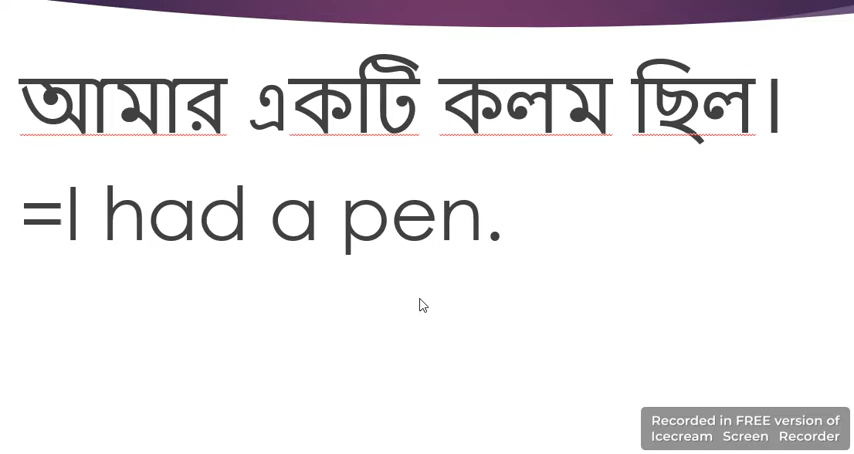 আমার একটি কলম ছিল।
=I had a pen.
Recorded in FREE version of
Icecream Screen Recorder